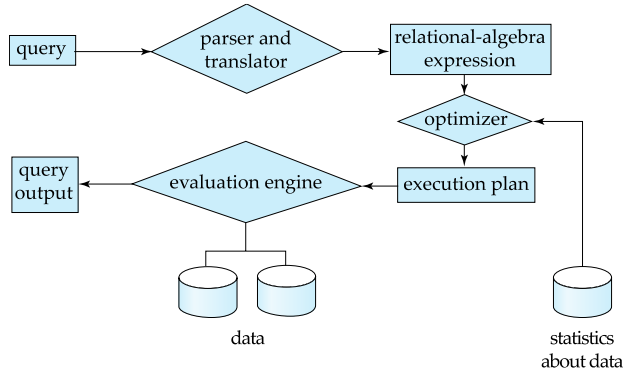 query
parser and
translator
relational-algebra
expression
optimizer
query
output
evaluation engine
execution plan
data
statistics
about data